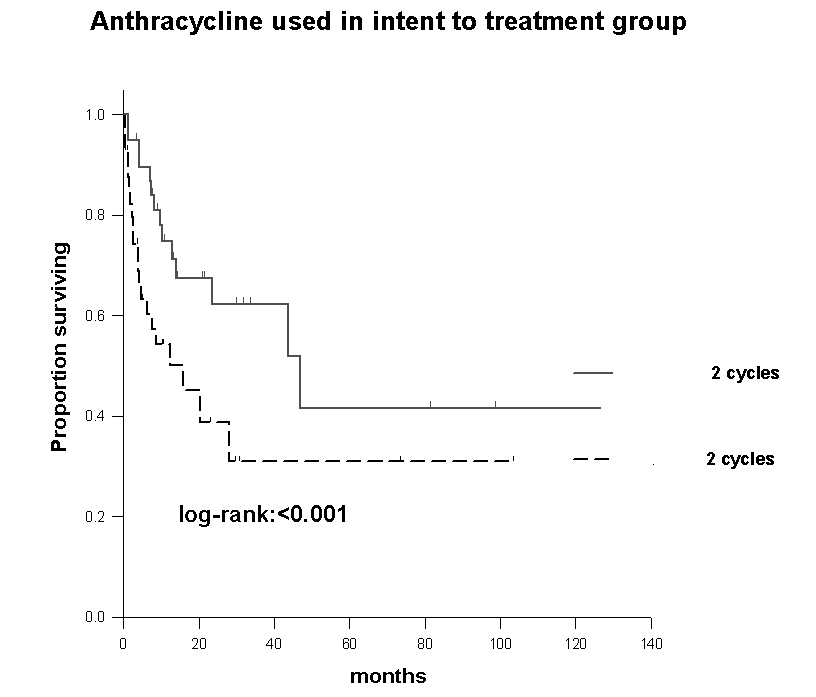 Anthracycline used in intent to treatment group
Proportion surviving
1.0
0.8
0.6
0.4
0.2
0.0
2 cycles
2 cycles
log-rank:<0.001
0 20 40 60 80 100 120 140
months